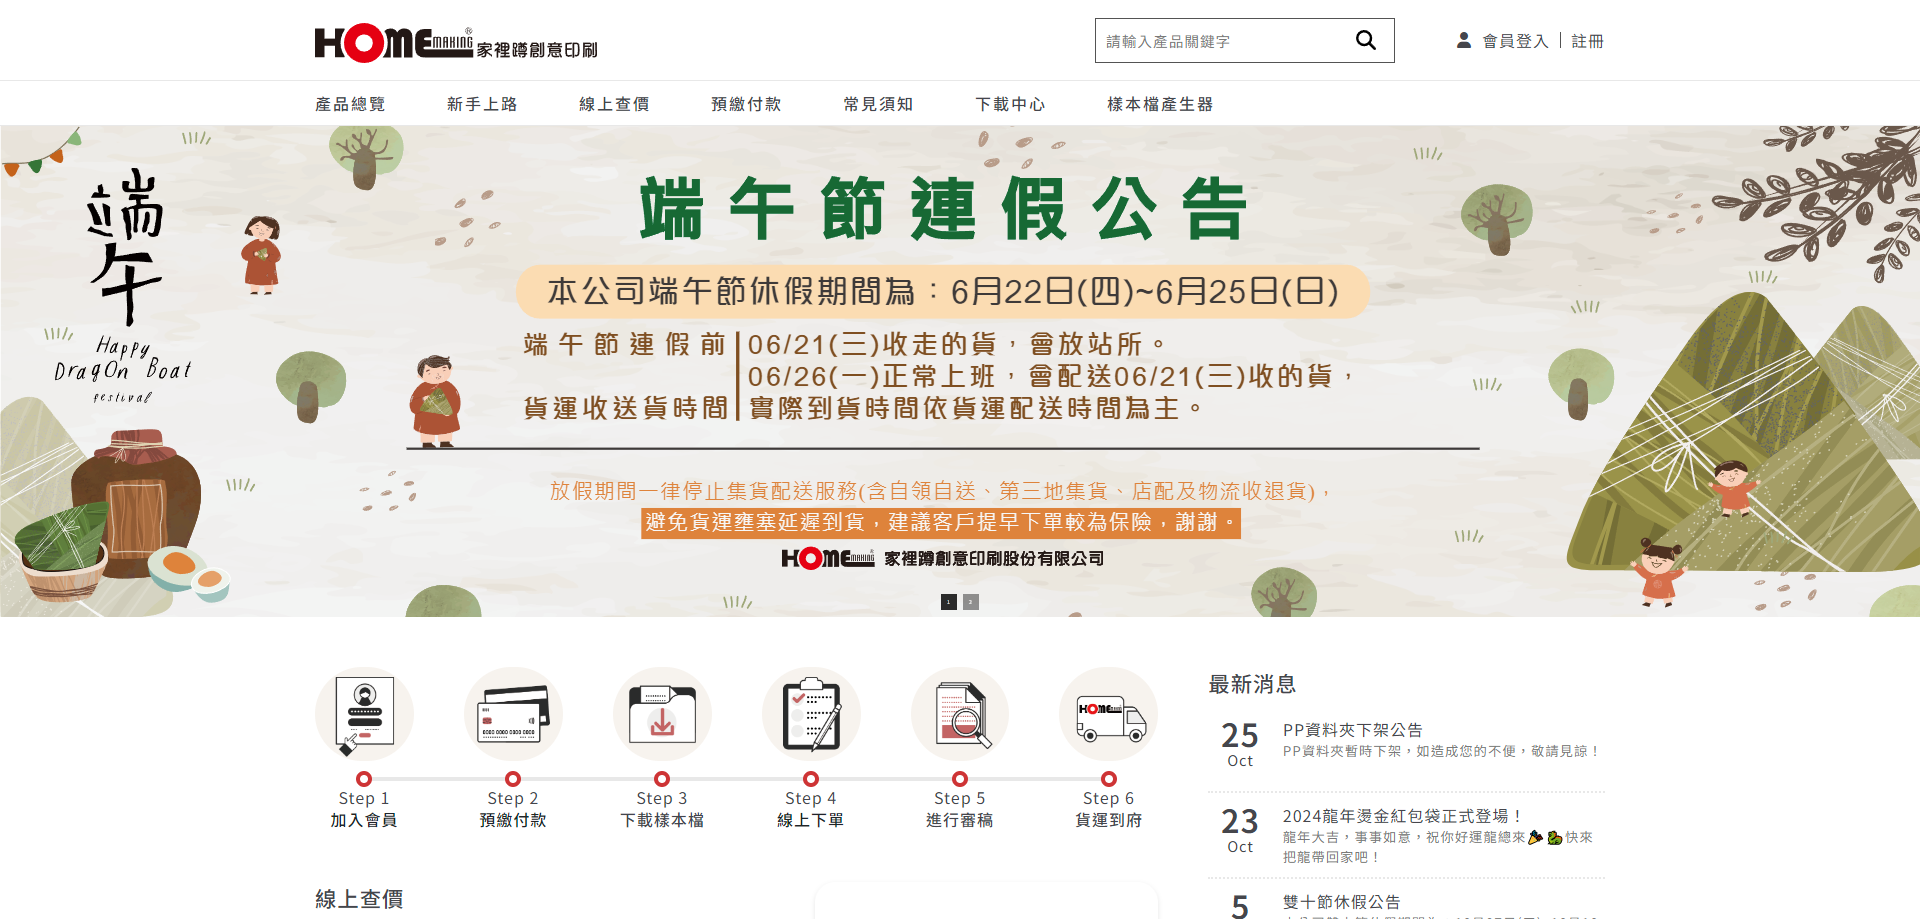 HOME MAKING® 家裡蹲創意印刷
請輸入產品關鍵字
會員登入 | 註冊
產品總覽 新手上路 線上查價 預繳付款 常見須知 下載中心 樣本檔產生器
端午
Happy
Dragon Boat
festival
端午節連假公告
本公司端午節休假期間為：6月22日(四)~6月25日(日)
端午節連假前
貨運收送貨時間
06/21(三)收走的貨，會放站所。
06/26(一)正常上班，會配送06/21(三)收的貨，
實際到貨時間依貨運配送時間為主。
放假期間一律停止集貨配送服務(含自領自送、第三地集貨、店配及物流收退貨)，
避免貨運壅塞延遲到貨，建議客戶提早下單較為保險，謝謝。
HOME MAKING® 家裡蹲創意印刷股份有限公司
1 2
0000 0000 0000 0000
HOME
Step 1
加入會員
Step 2
預繳付款
Step 3
下載樣本檔
Step 4
線上下單
Step 5
進行審稿
Step 6
貨運到府
最新消息
25
Oct
PP資料夾下架公告
PP資料夾暫時下架，如造成您的不便，敬請見諒！
23
Oct
2024龍年燙金紅包袋正式登場！
龍年大吉，事事如意，祝你好運龍總來🎉🐉快來
把龍帶回家吧！
5
雙十節休假公告
線上查價